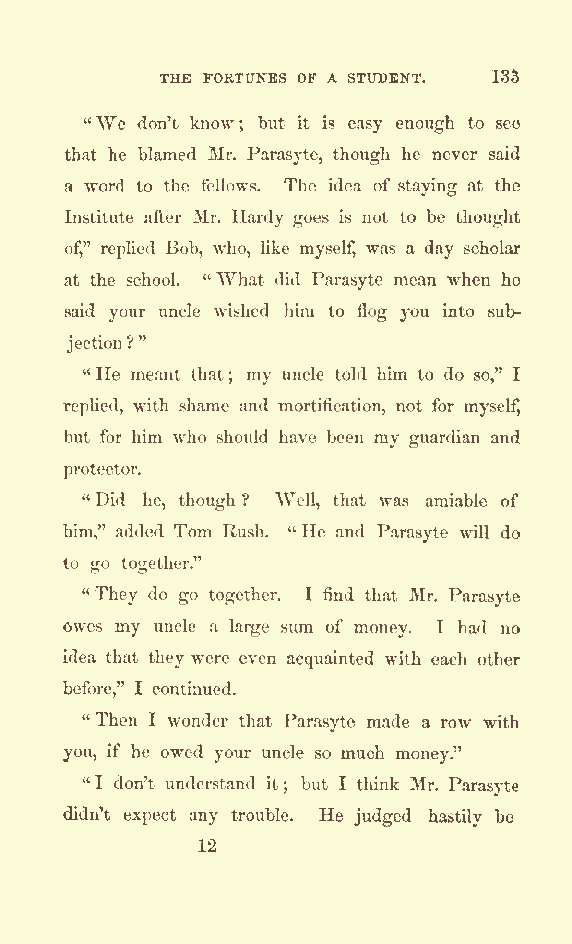 THE FORTUNES OF A STUDENT. 135
“We don’t know; but it is easy enough to see
that he blamed Mr. Parasyte, though he never said
a word to the fellows. The idea of staying at the
Institute after Mr. Hardy goes is not to be thought
of,” replied Bob, who, like myself, was a day scholar
at the school. “What did Parasyte mean when he
said your uncle wished him to flog you into sub-
jection?”
“He meant that; my uncle told him to do so,” I
replied, with shame and mortification, not for myself,
but for him who should have been my guardian and
protector.
“Did he, though? Well, that was amiable of
him,” added Tom Rush. “He and Parasyte will do
to go together.”
“They do go together. I find that Mr. Parasyte
owes my uncle a large sum of money. I had no
idea that they were even acquainted with each other
before,” I continued.
“Then I wonder that Parasyte made a row with
you, if he owed your uncle so much money.”
“I don’t understand it; but I think Mr. Parasyte
didn’t expect any trouble. He judged hastily be
12